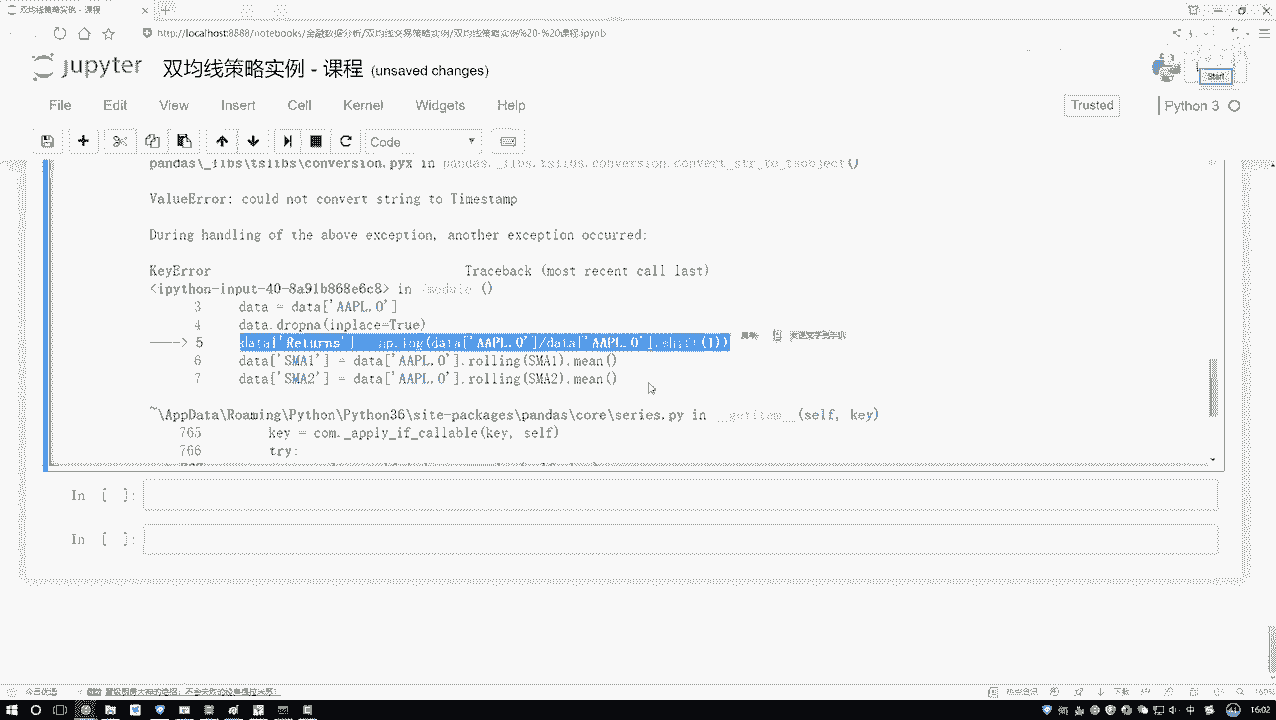 双均线策略实例 - 课程
http://localhost:8888/notebooks/金融数据分析/双均线交易策略实例/双均线策略实例%20-%20课程.ipynb
jupyter 双均线策略实例 - 课程 (unsaved changes)
Start
File Edit View Insert Cell Kernel Widgets Help
Trusted Python 3
Code
pandas\_libs\tslibs\conversion.pyx in pandas._libs.tslibs.conversion.convert_str_to_tsobject()
ValueError: could not convert string to Timestamp
During handling of the above exception, another exception occurred:
KeyError Traceback (most recent call last)
<ipython-input-40-8a91b868e6c8> in <module>()
3 data = data['AAPL.O']
4 data.dropna(inplace=True)
----> 5 data['Returns'] = np.log(data['AAPL.O']/data['AAPL.O'].shift(1))
6 data['SMA1'] = data['AAPL.O'].rolling(SMA1).mean()
7 data['SMA2'] = data['AAPL.O'].rolling(SMA2).mean()
~\AppData\Roaming\Python\Python36\site-packages\pandas\core\series.py in __getitem__(self, key)
765 key = com._apply_if_callable(key, self)
766 try:
In [ ]:
In [ ]:
今日优选
下载
中
16:02